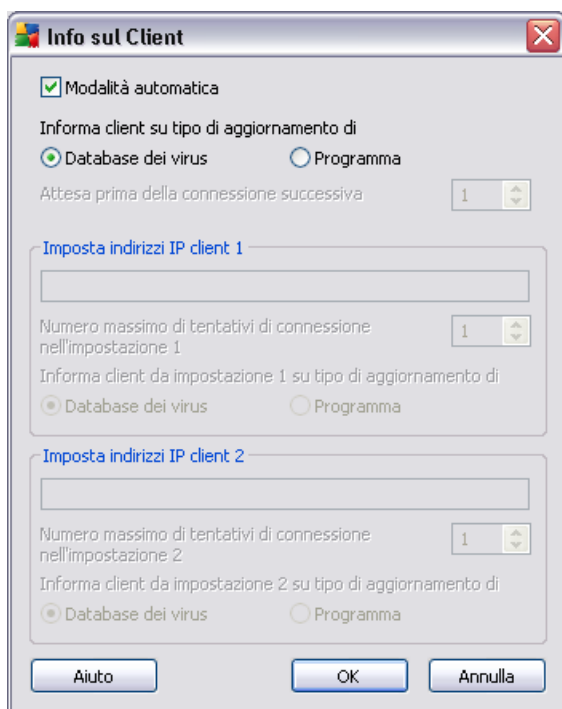 Info sul Client
Modalità automatica
Informa client su tipo di aggiornamento di
Database dei virus Programma
Attesa prima della connessione successiva 1
Imposta indirizzi IP client 1
Numero massimo di tentativi di connessione
nell'impostazione 1 1
Informa client da impostazione 1 su tipo di aggiornamento di
Database dei virus Programma
Imposta indirizzi IP client 2
Numero massimo di tentativi di connessione
nell'impostazione 2 1
Informa client da impostazione 2 su tipo di aggiornamento di
Database dei virus Programma
Aiuto OK Annulla